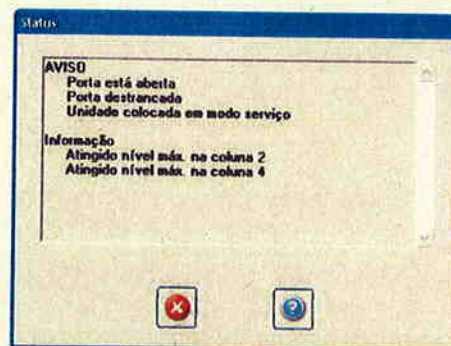 Status
AVISO
Porta está aberta
Porta destrancada
Unidade colocada em modo serviço
Informação
Atingido nível máx. na coluna 2
Atingido nível máx. na coluna 4